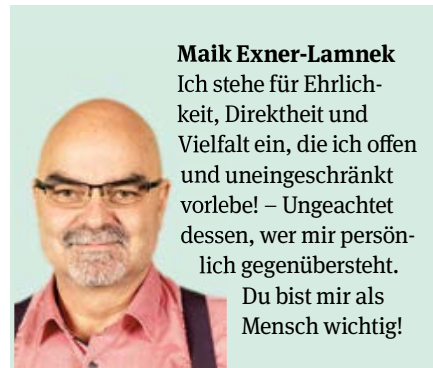 Maik Exner-Lamnek
Ich stehe für Ehrlich-
keit, Direktheit und
Vielfalt ein, die ich offen
und uneingeschränkt
vorlebe! – Ungeachtet
dessen, wer mir persön-
lich gegenübersteht.
Du bist mir als
Mensch wichtig!